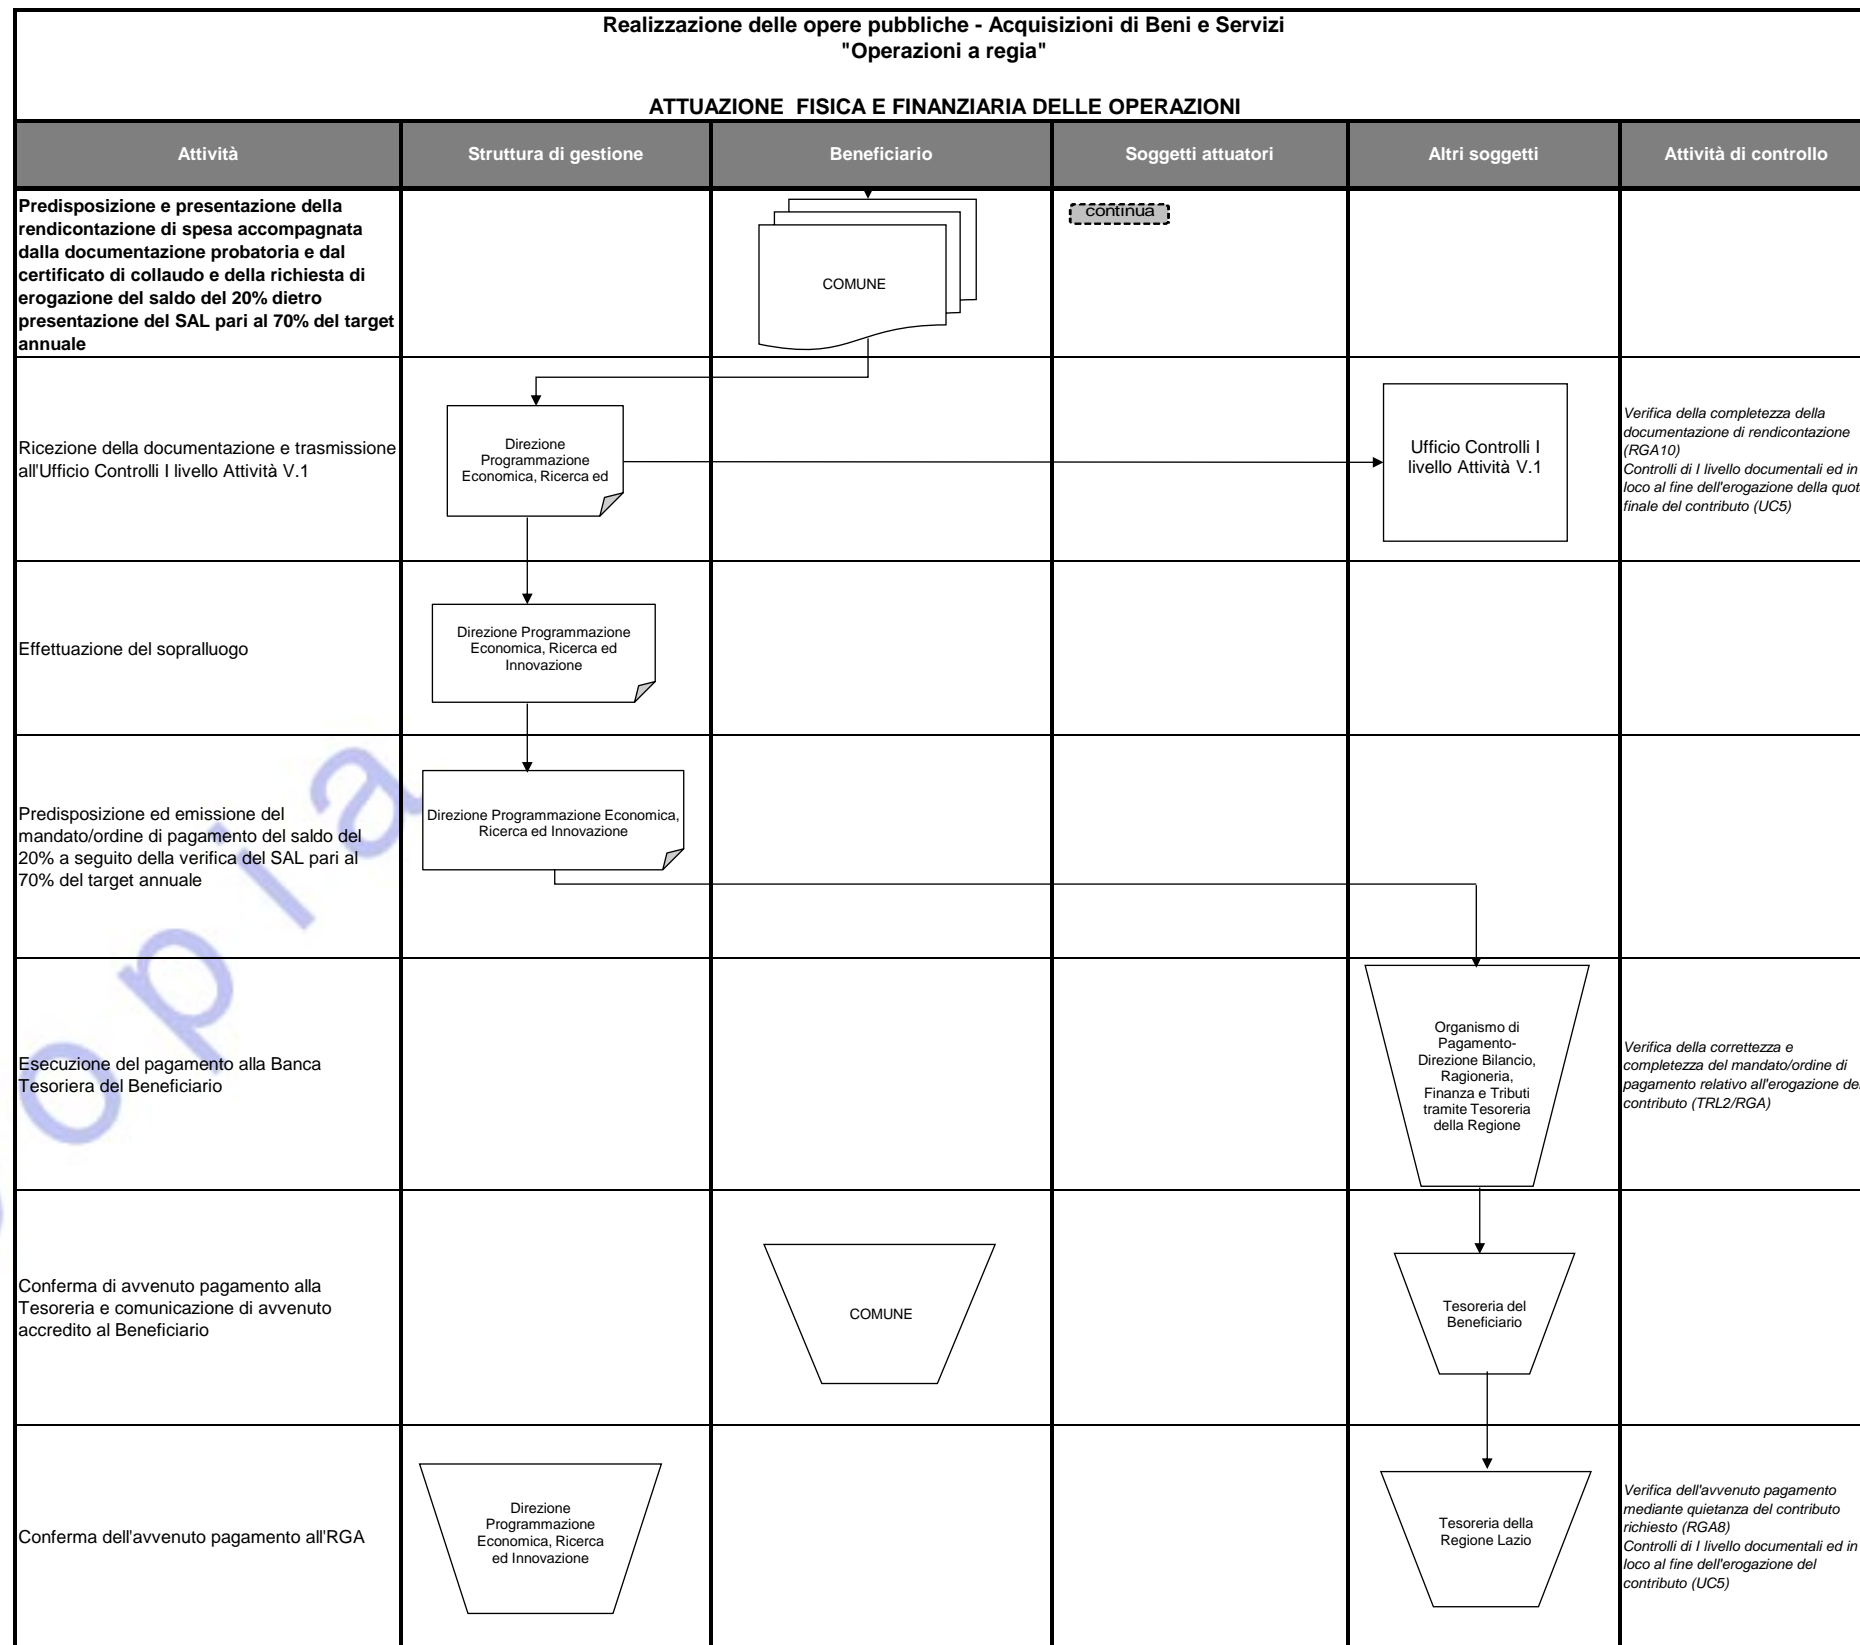 Realizzazione delle opere pubbliche - Acquisizioni di Beni e Servizi
"Operazioni a regia"
ATTUAZIONE FISICA E FINANZIARIA DELLE OPERAZIONI
Attività
Struttura di gestione
Beneficiario
Soggetti attuatori
Altri soggetti
Attività di controllo
Predisposizione e presentazione della
rendicontazione di spesa accompagnata
dalla documentazione probatoria e dal
certificato di collaudo e della richiesta di
erogazione del saldo del 20% dietro
presentazione del SAL pari al 70% del target
annuale
COMUNE
continua
Ricezione della documentazione e trasmissione
all'Ufficio Controlli I livello Attività V.1
Direzione
Programmazione
Economica, Ricerca ed
Ufficio Controlli I
livello Attività V.1
Verifica della completezza della
documentazione di rendicontazione
(RGA10)
Controlli di I livello documentali ed in
loco al fine dell'erogazione della quot
finale del contributo (UC5)
Effettuazione del sopralluogo
Direzione Programmazione
Economica, Ricerca ed
Innovazione
Predisposizione ed emissione del
mandato/ordine di pagamento del saldo del
20% a seguito della verifica del SAL pari al
70% del target annuale
Direzione Programmazione Economica,
Ricerca ed Innovazione
Esecuzione del pagamento alla Banca
Tesoriera del Beneficiario
Organismo di
Pagamento-
Direzione Bilancio,
Ragioneria,
Finanza e Tributi
tramite Tesoreria
della Regione
Verifica della correttezza e
completezza del mandato/ordine di
pagamento relativo all'erogazione de
contributo (TRL2/RGA)
Conferma di avvenuto pagamento alla
Tesoreria e comunicazione di avvenuto
accredito al Beneficiario
COMUNE
Tesoreria del
Beneficiario
Conferma dell'avvenuto pagamento all'RGA
Direzione
Programmazione
Economica, Ricerca
ed Innovazione
Tesoreria della
Regione Lazio
Verifica dell'avvenuto pagamento
mediante quietanza del contributo
richiesto (RGA8)
Controlli di I livello documentali ed in
loco al fine dell'erogazione del
contributo (UC5)
opia